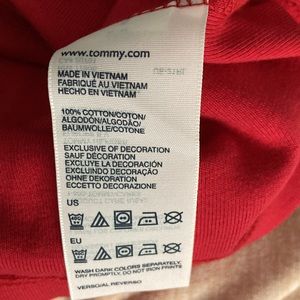 www.tommy.com
MADE IN VIETNAM
FABRIQUÉ AU VIETNAM
HECHO EN VIETNAM
100% COTTON/COTON/
ALGODÓN/ALGODÃO/
BAUMWOLLE/COTONE
EXCLUSIVE OF DECORATION
SAUF DÉCORATION
EXCLUYE LA DECORACIÓN
EXCLUINDO DECORAÇÃO
OHNE DEKORATION
ECCETTO DECORAZIONE
US
EU
WASH DARK COLORS SEPARATELY,
DRY PROMPTLY, DO NOT IRON PRINTS
VERSO/AL REVERSO